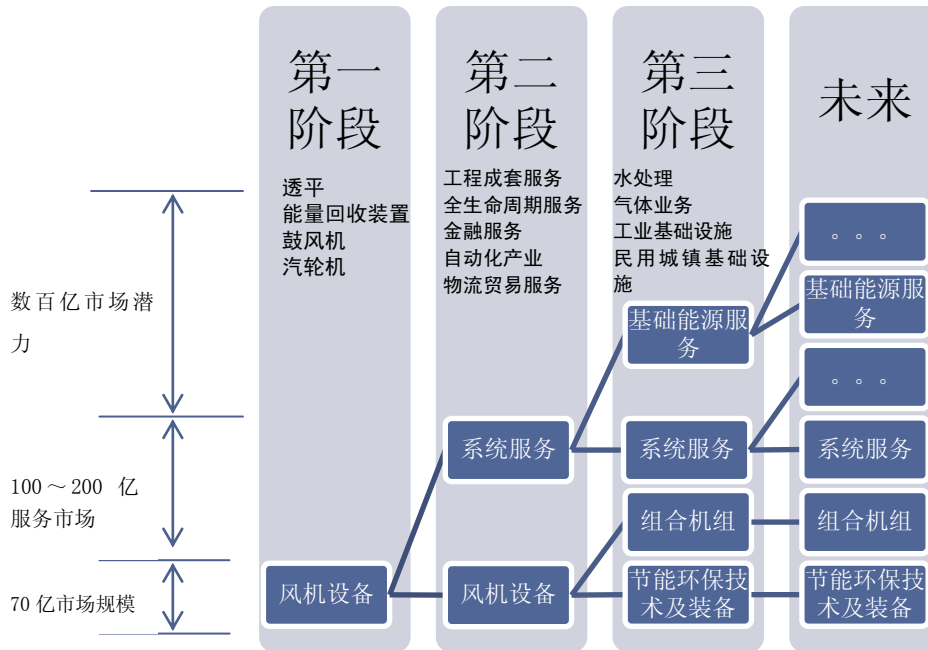 第一
阶段
透平
能量回收装置
鼓风机
汽轮机
第二
阶段
工程成套服务
全生命周期服务
金融服务
自动化产业
物流贸易服务
第三
阶段
水处理
气体业务
工业基础设施
民用城镇基础设
施
未来
数百亿市场潜
力
100～200 亿
服务市场
70 亿市场规模
风机设备
系统服务
风机设备
基础能源服
务
系统服务
组合机组
节能环保技
术及装备
。。。
基础能源服
务
。。。
系统服务
组合机组
节能环保技
术及装备